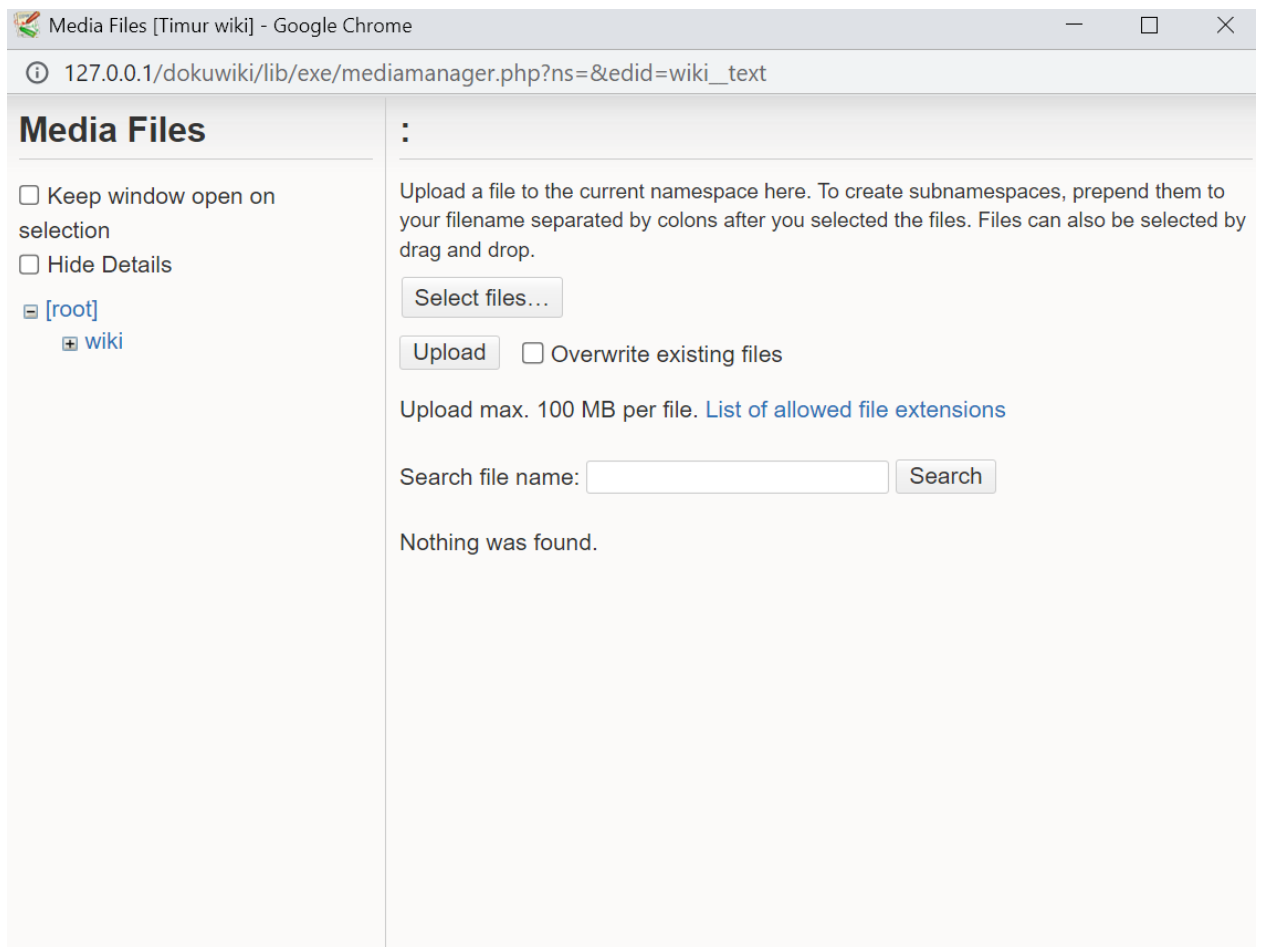 Media Files [Timur wiki] - Google Chrome
127.0.0.1/dokuwiki/lib/exe/mediamanager.php?ns=&edid=wiki__text
Media Files
Keep window open on
selection
Hide Details
[root]
wiki
:
Upload a file to the current namespace here. To create subnamespaces, prepend them to
your filename separated by colons after you selected the files. Files can also be selected by
drag and drop.
Select files…
Upload Overwrite existing files
Upload max. 100 MB per file. List of allowed file extensions
Search file name: Search
Nothing was found.